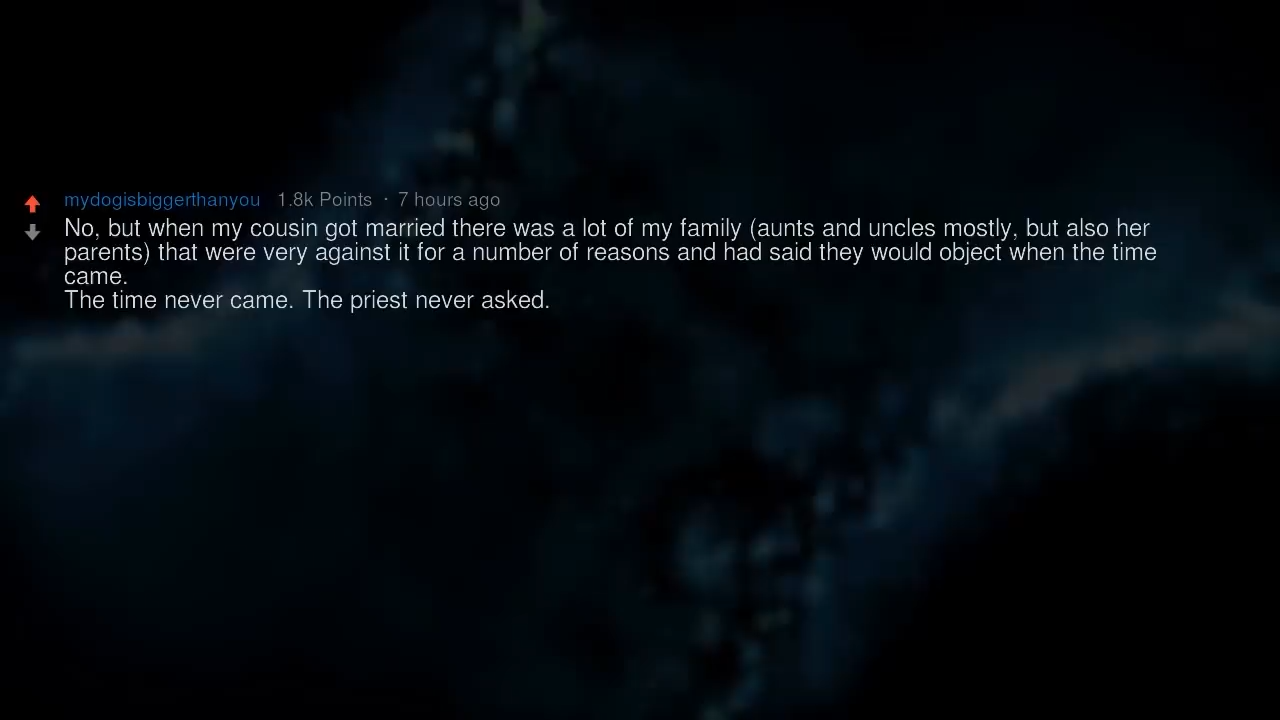 mydogisbiggerthanyou 1.8k Points · 7 hours ago
No, but when my cousin got married there was a lot of my family (aunts and uncles mostly, but also her
parents) that were very against it for a number of reasons and had said they would object when the time
came.
The time never came. The priest never asked.